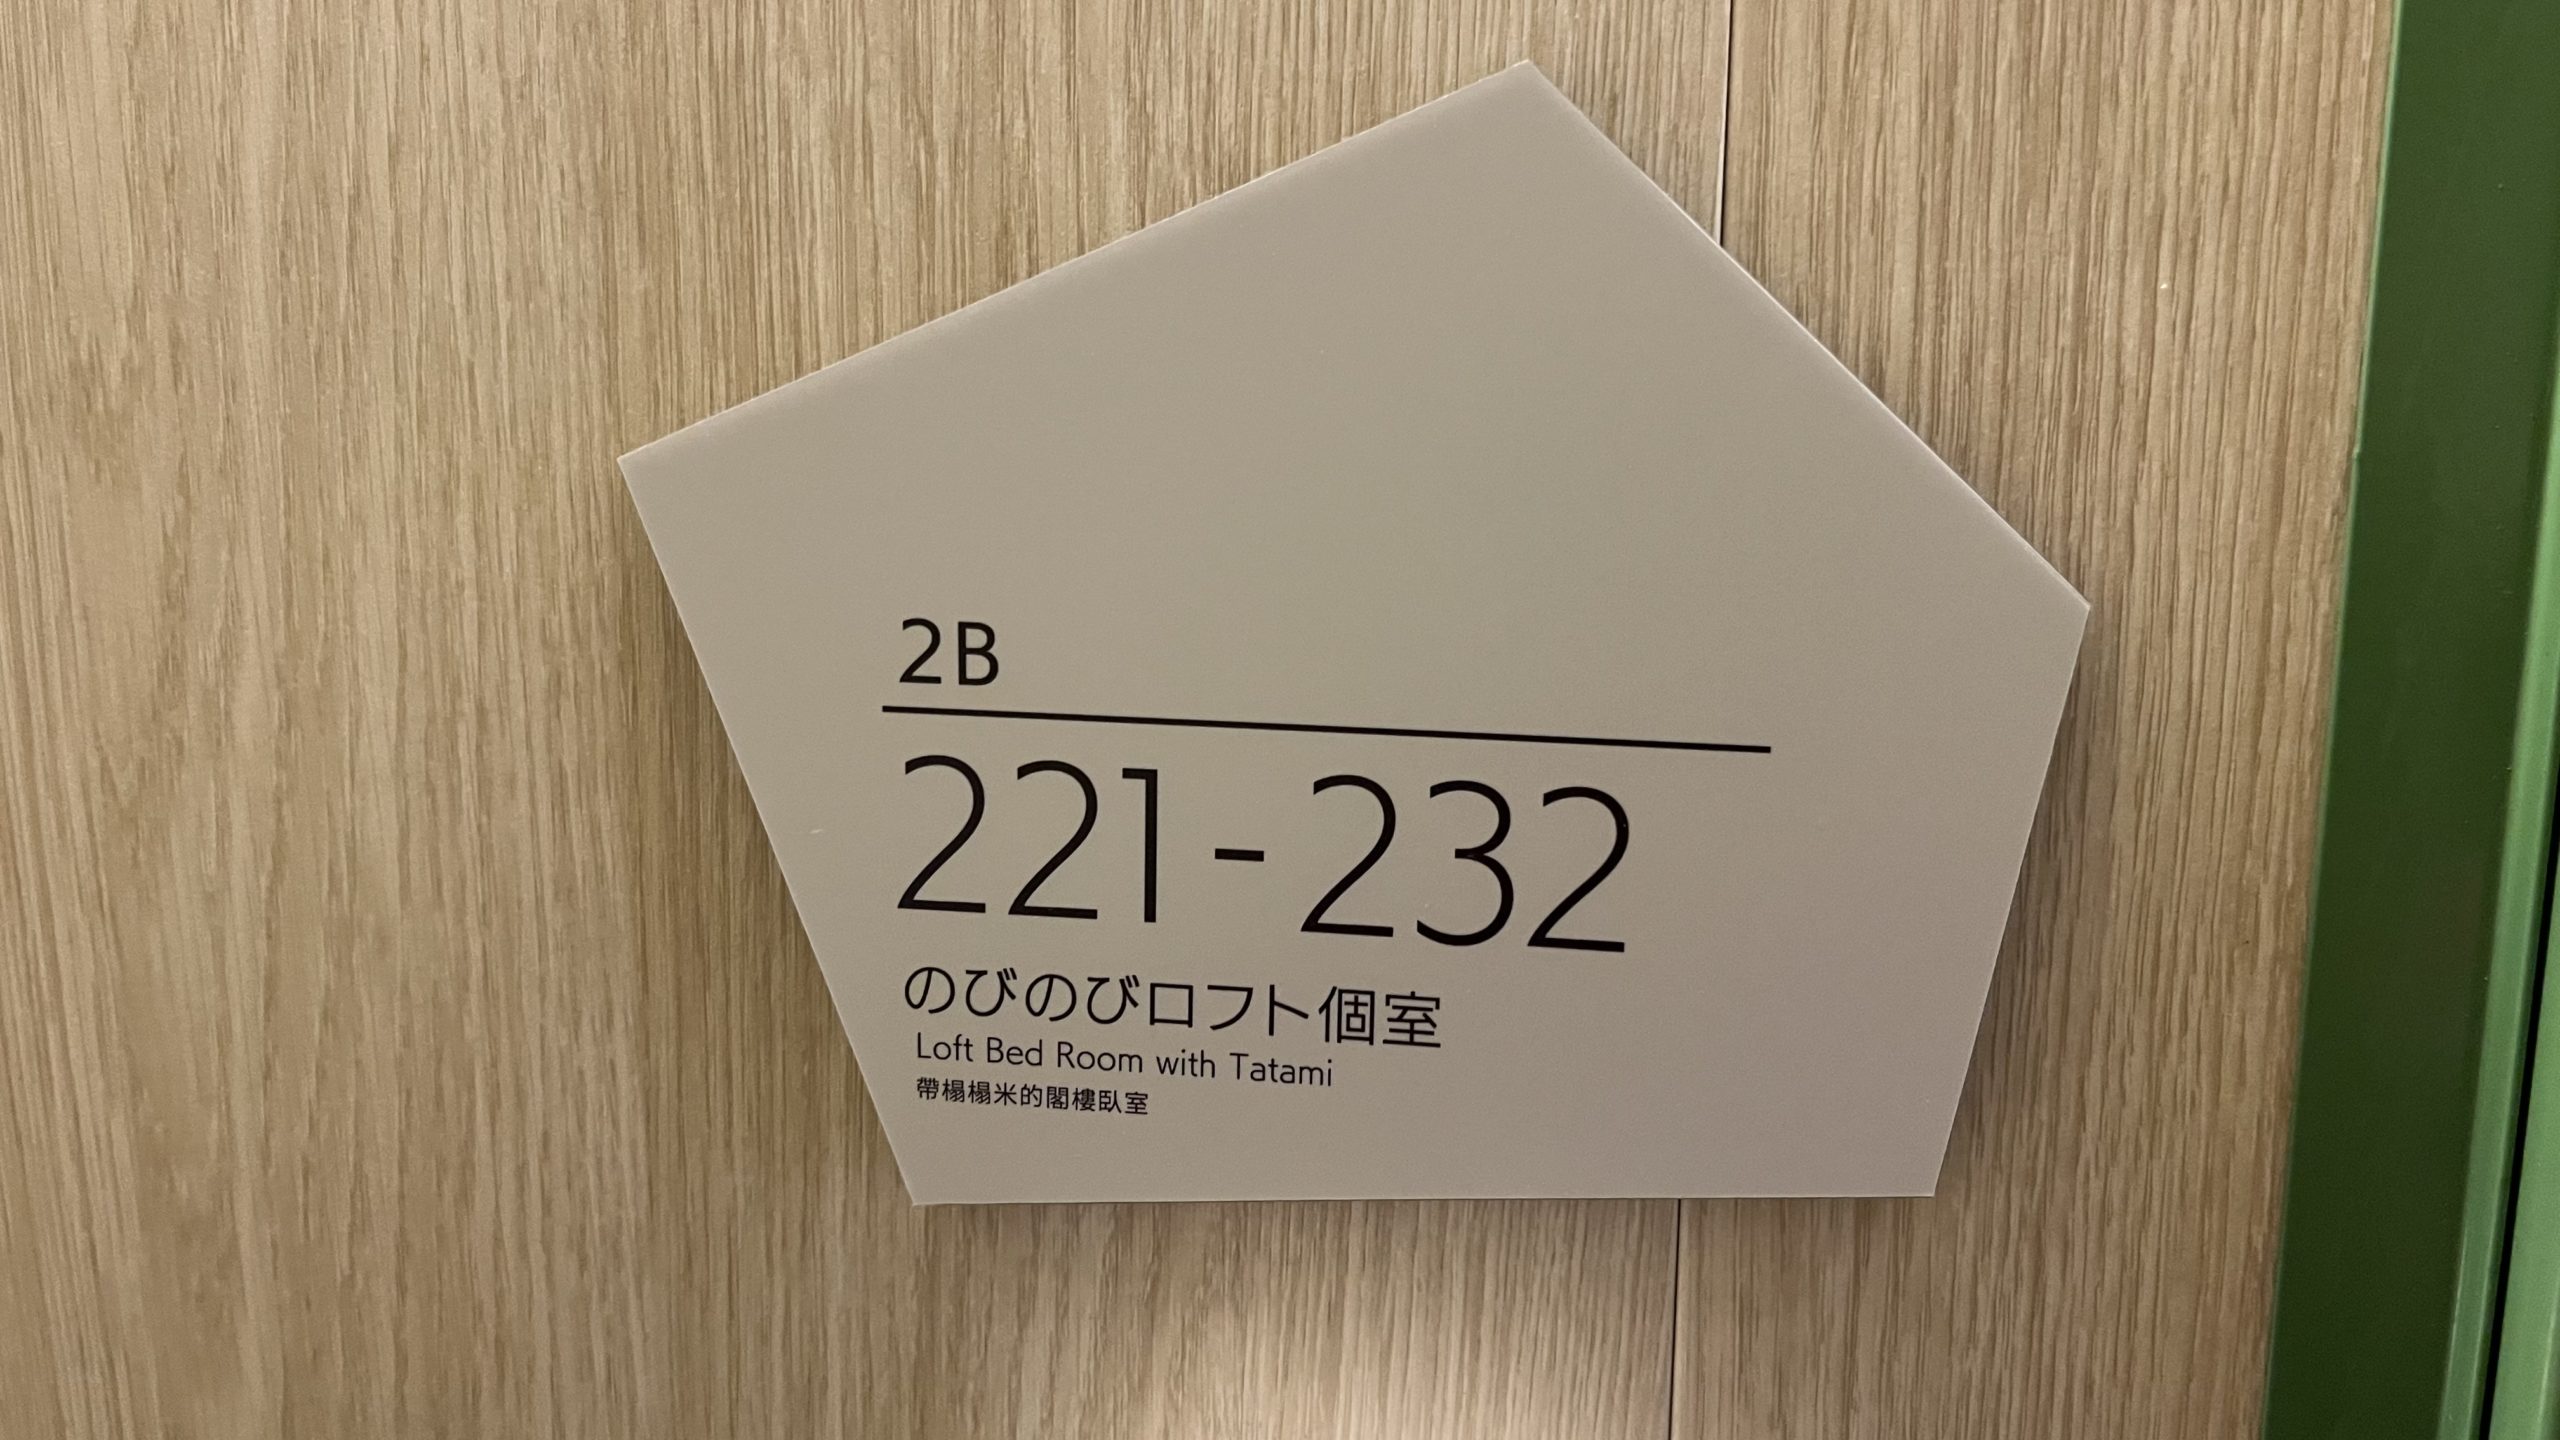 2B
221-232
のびのびロフト個室
Loft Bed Room with Tatami
帶榻榻米的閣樓臥室